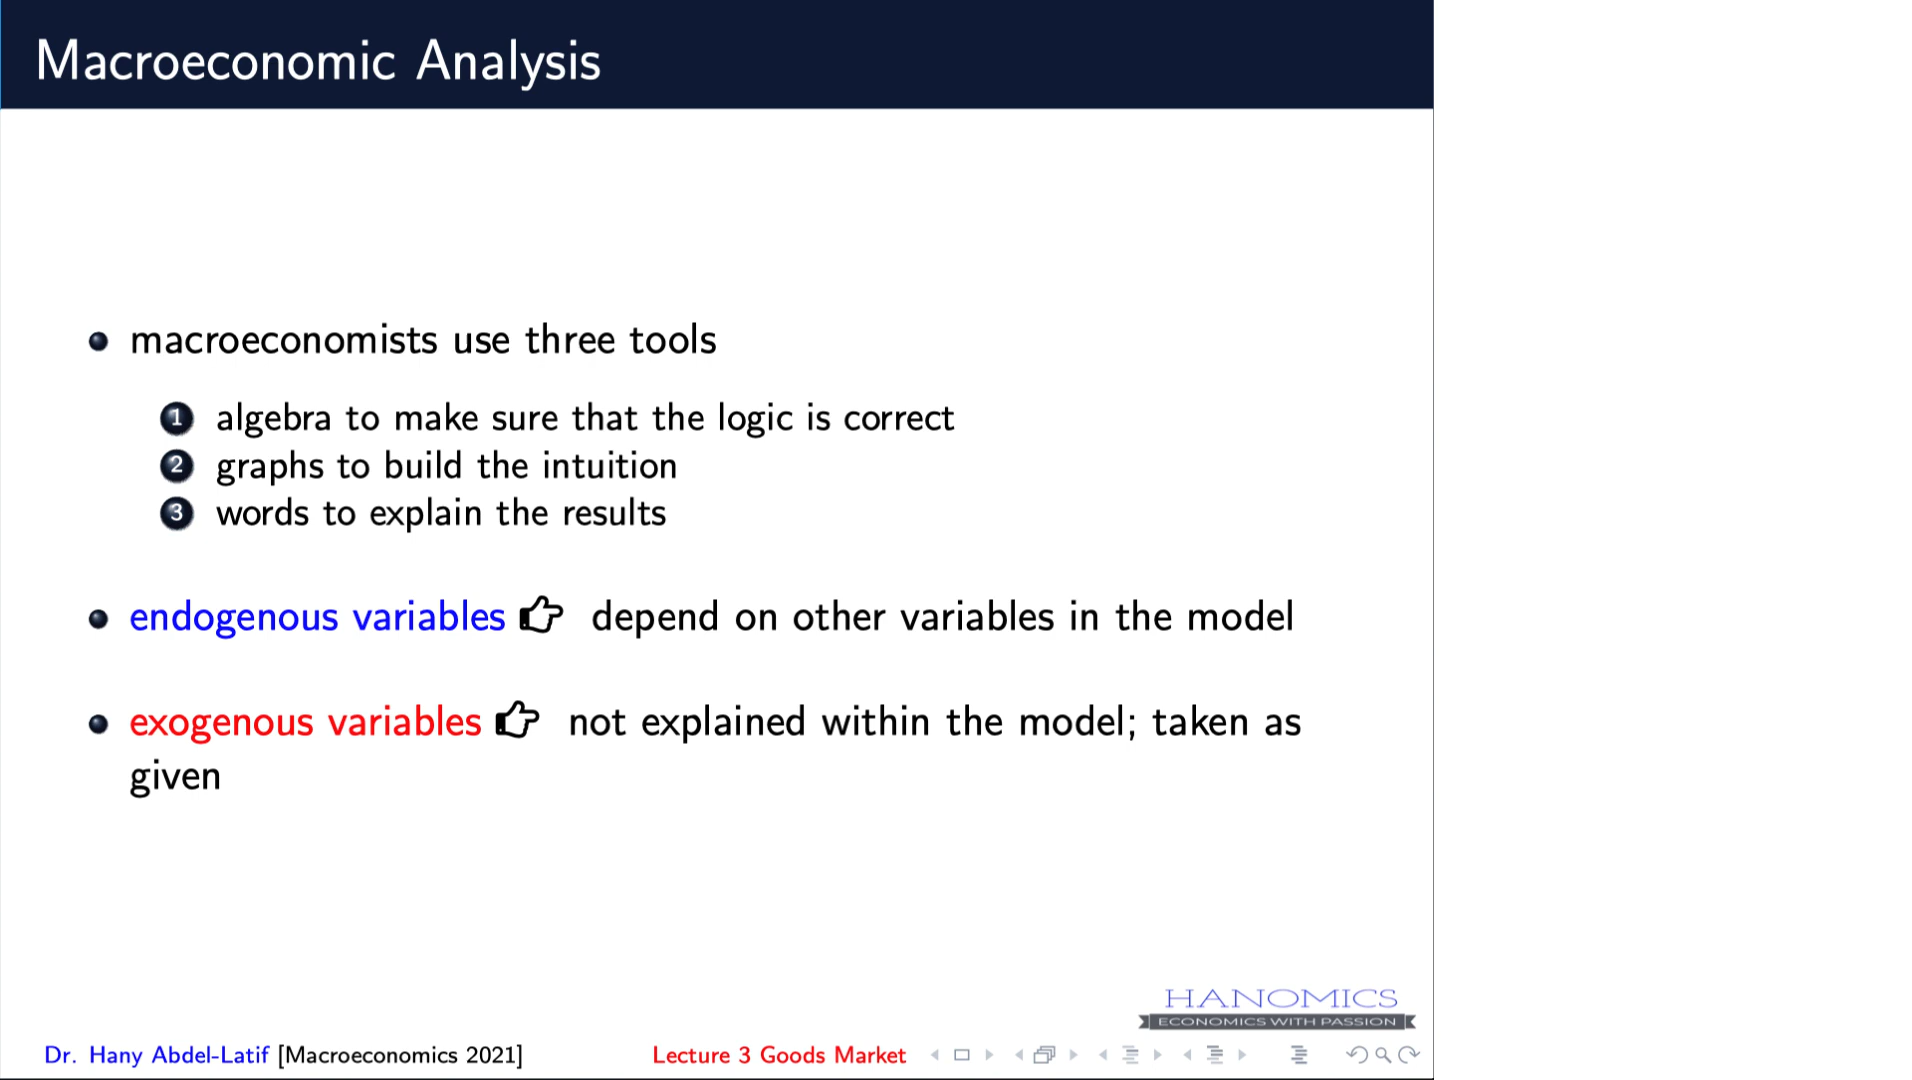 Macroeconomic Analysis
macroeconomists use three tools
1 algebra to make sure that the logic is correct
2 graphs to build the intuition
3 words to explain the results
endogenous variables depend on other variables in the model
exogenous variables not explained within the model; taken as
given
HANOMICS
ECONOMICS WITH PASSION
Dr. Hany Abdel-Latif [Macroeconomics 2021] Lecture 3 Goods Market